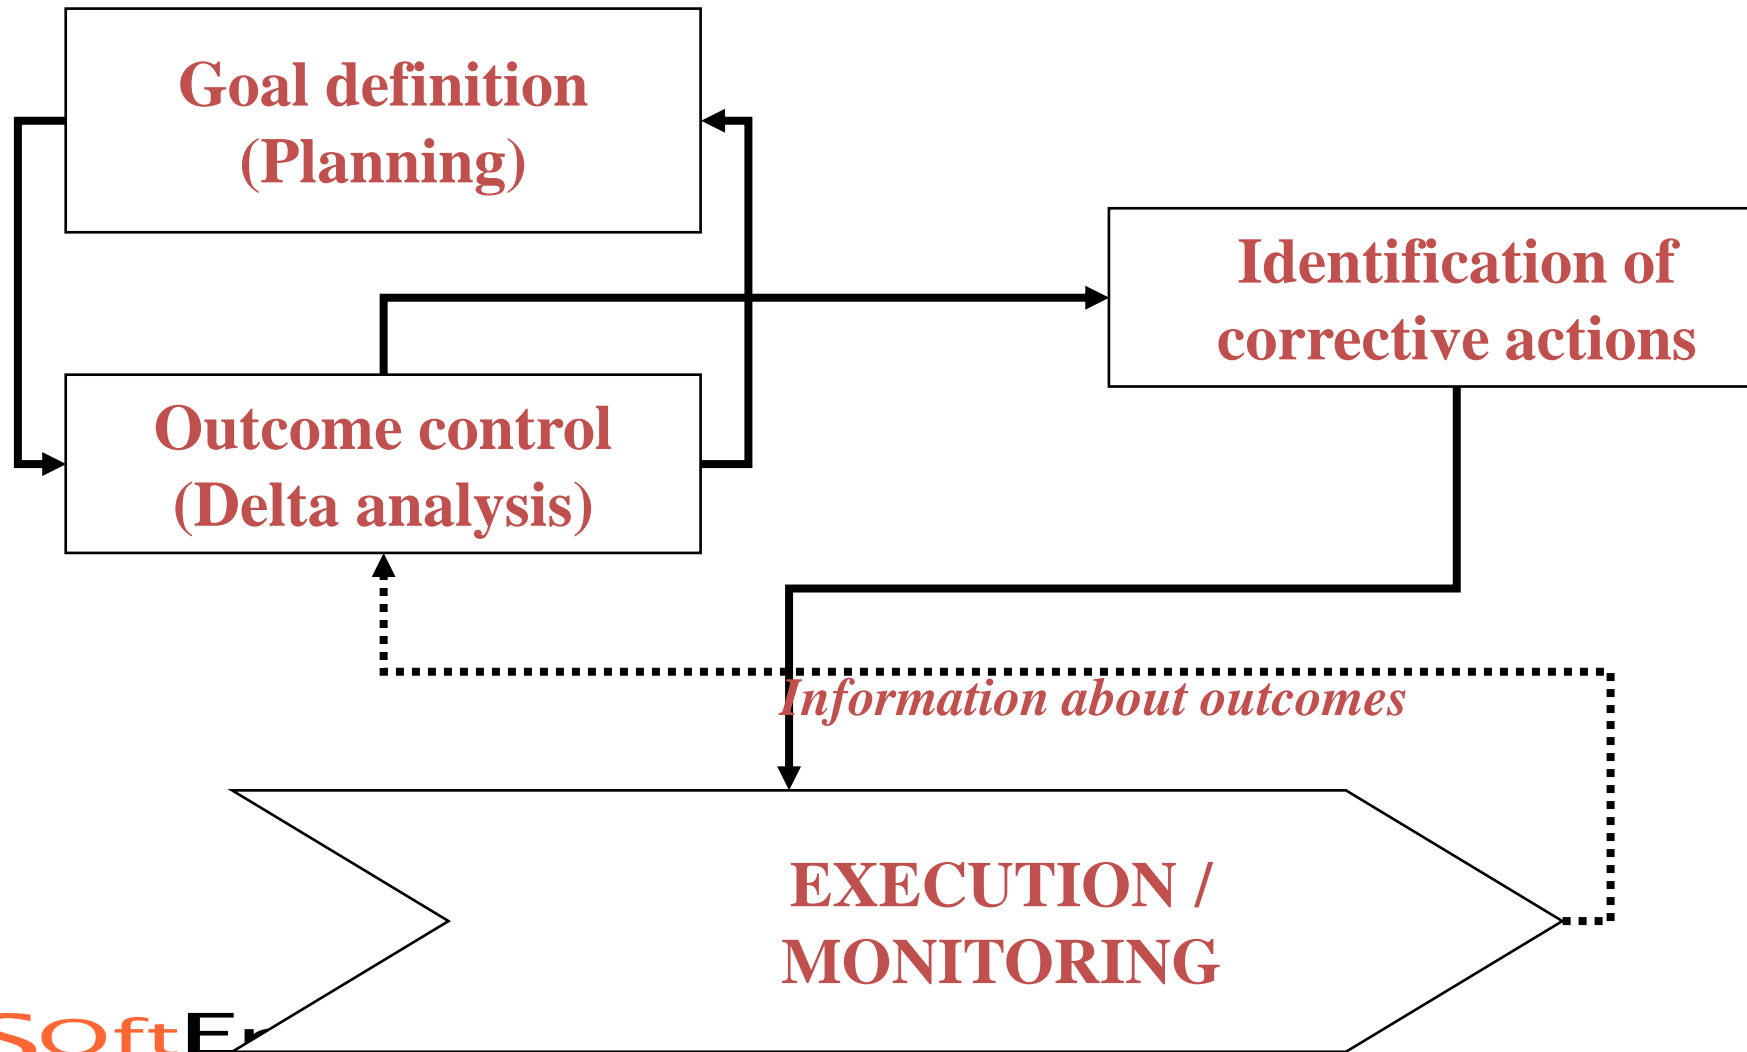 Goal definition
(Planning)
Identification of
corrective actions
Outcome control
(Delta analysis)
Information about outcomes
EXECUTION /
MONITORING